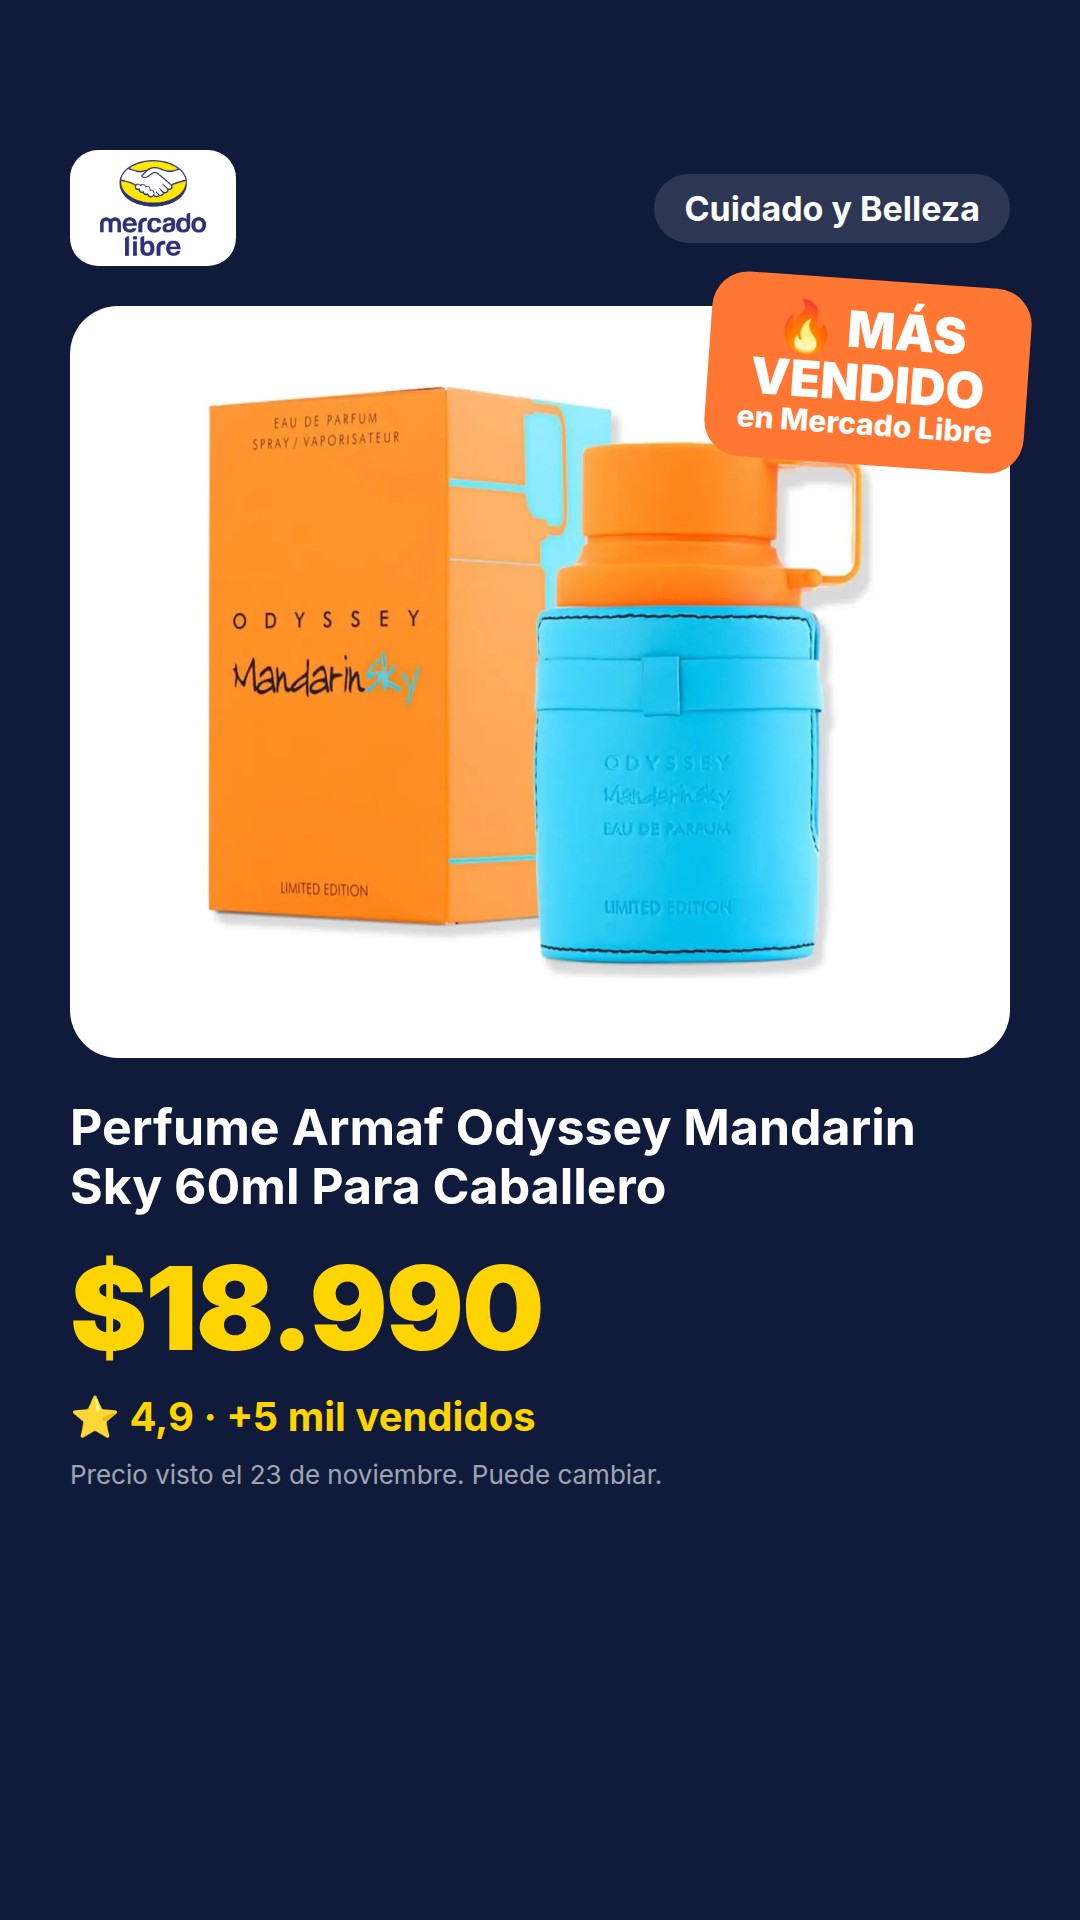 mercado
libre
Cuidado y Belleza
🔥 MÁS
VENDIDO
en Mercado Libre
EAU DE PARFUM
SPRAY / VAPORISATEUR
ODYSSEY
MandarinSky
LIMITED EDITION
ODYSSEY
MandarinSky
EAU DE PARFUM
LIMITED EDITION
Perfume Armaf Odyssey Mandarin
Sky 60ml Para Caballero
$18.990
⭐ 4,9 · +5 mil vendidos
Precio visto el 23 de noviembre. Puede cambiar.